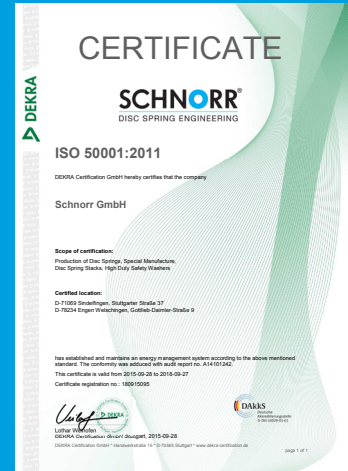 CERTIFICATE
DEKRA
SCHNORR®
DISC SPRING ENGINEERING
ISO 50001:2011
DEKRA Certification GmbH hereby certifies that the company
Schnorr GmbH
Scope of certification:
Production of Disc Springs, Special Manufacture,
Disc Spring Stacks, High Duty Safety Washers
Certified location:
D-71069 Sindelfingen, Stuttgarter Straße 37
D-78234 Engen Welschingen, Gottlieb-Daimler-Straße 9
has established and maintains an energy management system according to the above mentioned
standard. The conformity was adduced with audit report no. A14101242.
This certificate is valid from 2015-09-28 to 2018-09-27
Certificate registration no.: 180915095
DEKRA
Lothar Weihofen
DEKRA Certification GmbH Stuttgart, 2015-09-28
DEKRA Certification GmbH * Handwerkstraße 15 * D-70565 Stuttgart * www.dekra-certification.de
DAkkS
Deutsche
Akkreditierungsstelle
page 1 of 1